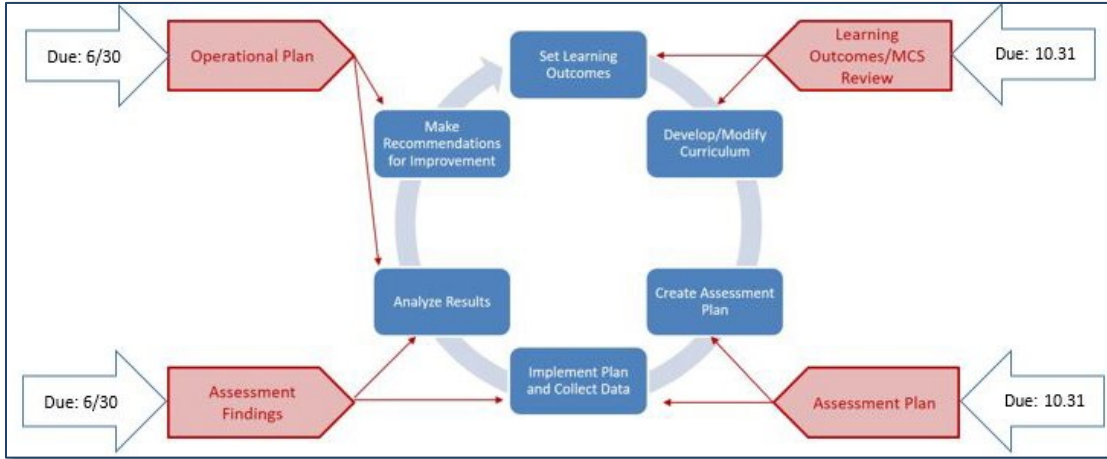 Due: 6/30
Operational Plan
Set Learning
Outcomes
Learning
Outcomes/MCS
Review
Due: 10.31
Make
Recommendations
for Improvement
Develop/Modify
Curriculum
Analyze Results
Create Assessment
Plan
Implement Plan
and Collect Data
Due: 6/30
Assessment
Findings
Assessment Plan
Due: 10.31